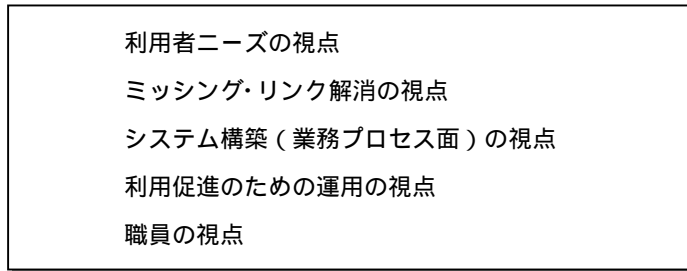 利用者ニーズの視点
ミッシング・リンク解消の視点
システム構築（業務プロセス面）の視点
利用促進のための運用の視点
職員の視点